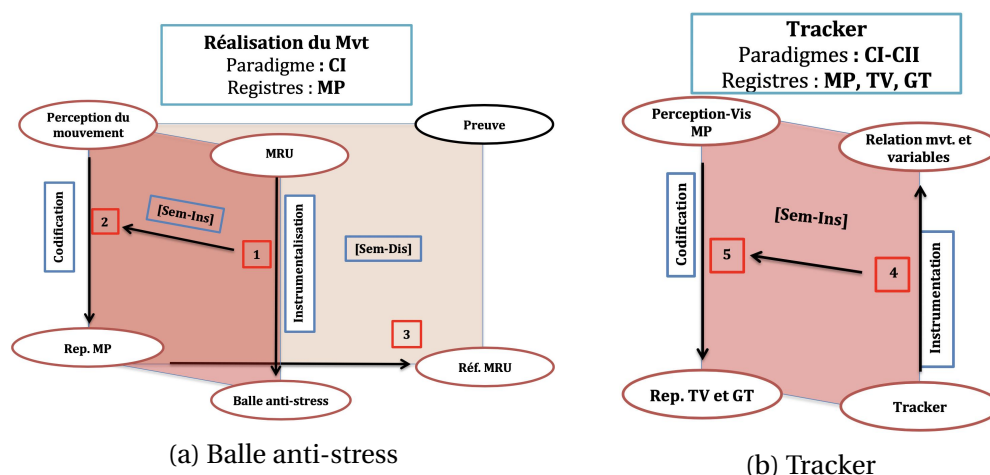 Réalisation du Mvt
Paradigme : CI
Registres : MP
Perception du
mouvement
MRU
Preuve
Codification
2
[Sem-Ins]
1
Instrumentalisation
[Sem-Dis]
3
Rep. MP
Réf. MRU
Balle anti-stress
(a) Balle anti-stress
Tracker
Paradigmes : CI-CII
Registres : MP, TV, GT
Perception-Vis
MP
Relation mvt. et
variables
Codification
[Sem-Ins]
5
4
Instrumentation
Rep. TV et GT
Tracker
(b) Tracker